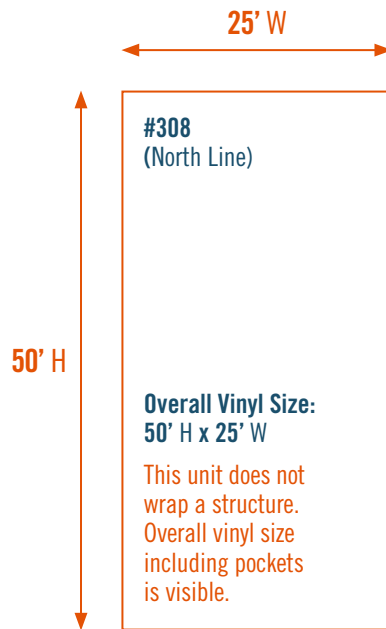 25’ W
#308
(North Line)
50’ H
Overall Vinyl Size:
50’ H x 25’ W
This unit does not
wrap a structure.
Overall vinyl size
including pockets
is visible.